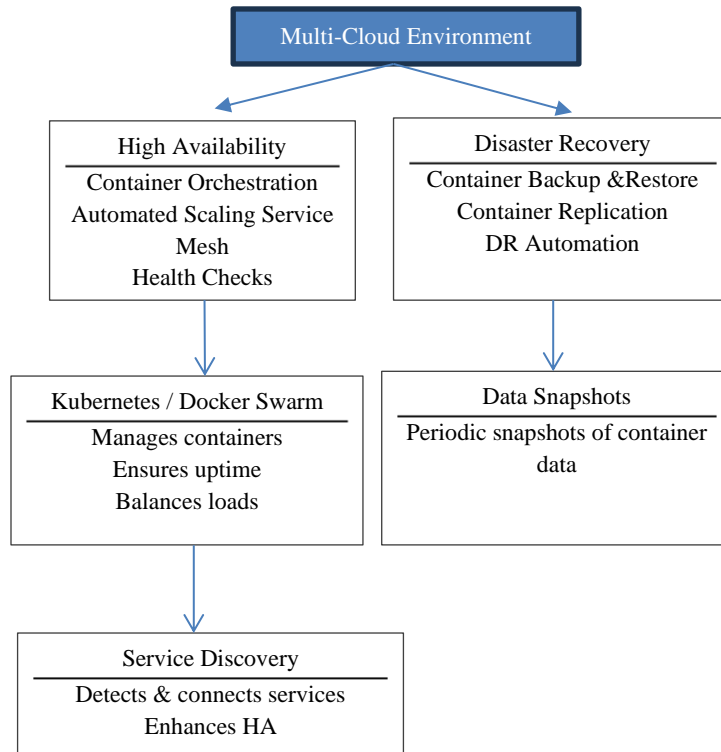 Multi-Cloud Environment
High Availability
Container Orchestration
Automated Scaling Service
Mesh
Health Checks
Disaster Recovery
Container Backup &Restore
Container Replication
DR Automation
Kubernetes / Docker Swarm
Manages containers
Ensures uptime
Balances loads
Data Snapshots
Periodic snapshots of container
data
Service Discovery
Detects & connects services
Enhances HA